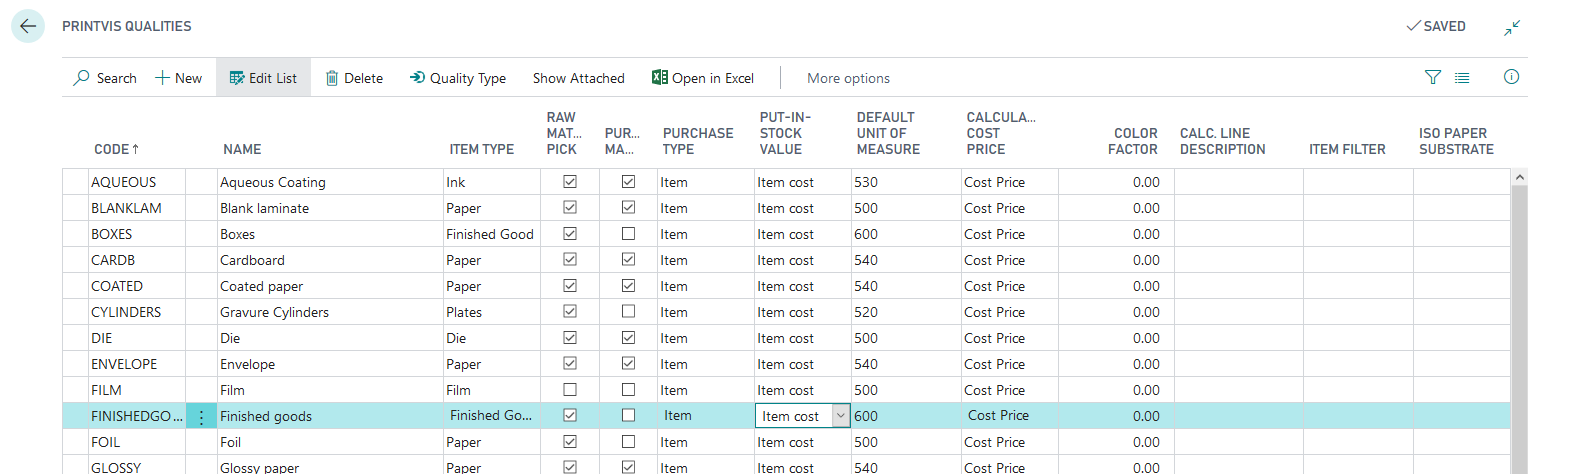 PRINTVIS QUALITIES
SAVED
Search New Edit List Delete Quality Type Show Attached Open in Excel More options
CODE↑ NAME ITEM TYPE RAW MAT... PICK PUR... MA... PURCHASE TYPE PUT-IN-STOCK VALUE DEFAULT UNIT OF MEASURE CALCULA... COST PRICE COLOR FACTOR CALC. LINE DESCRIPTION ITEM FILTER ISO PAPER SUBSTRATE
AQUEOUS Aqueous Coating Ink Item Item cost 530 Cost Price 0.00
BLANKLAM Blank laminate Paper Item Item cost 500 Cost Price 0.00
BOXES Boxes Finished Good Item Item cost 600 Cost Price 0.00
CARDB Cardboard Paper Item Item cost 540 Cost Price 0.00
COATED Coated paper Paper Item Item cost 540 Cost Price 0.00
CYLINDERS Gravure Cylinders Plates Item Item cost 520 Cost Price 0.00
DIE Die Die Item Item cost 500 Cost Price 0.00
ENVELOPE Envelope Paper Item Item cost 540 Cost Price 0.00
FILM Film Film Item Item cost 500 Cost Price 0.00
FINISHEDGO... Finished goods Finished Go... Item Item cost 600 Cost Price 0.00
FOIL Foil Paper Item Item cost 500 Cost Price 0.00
GLOSSY Glossy paper Paper Item Item cost 540 Cost Price 0.00